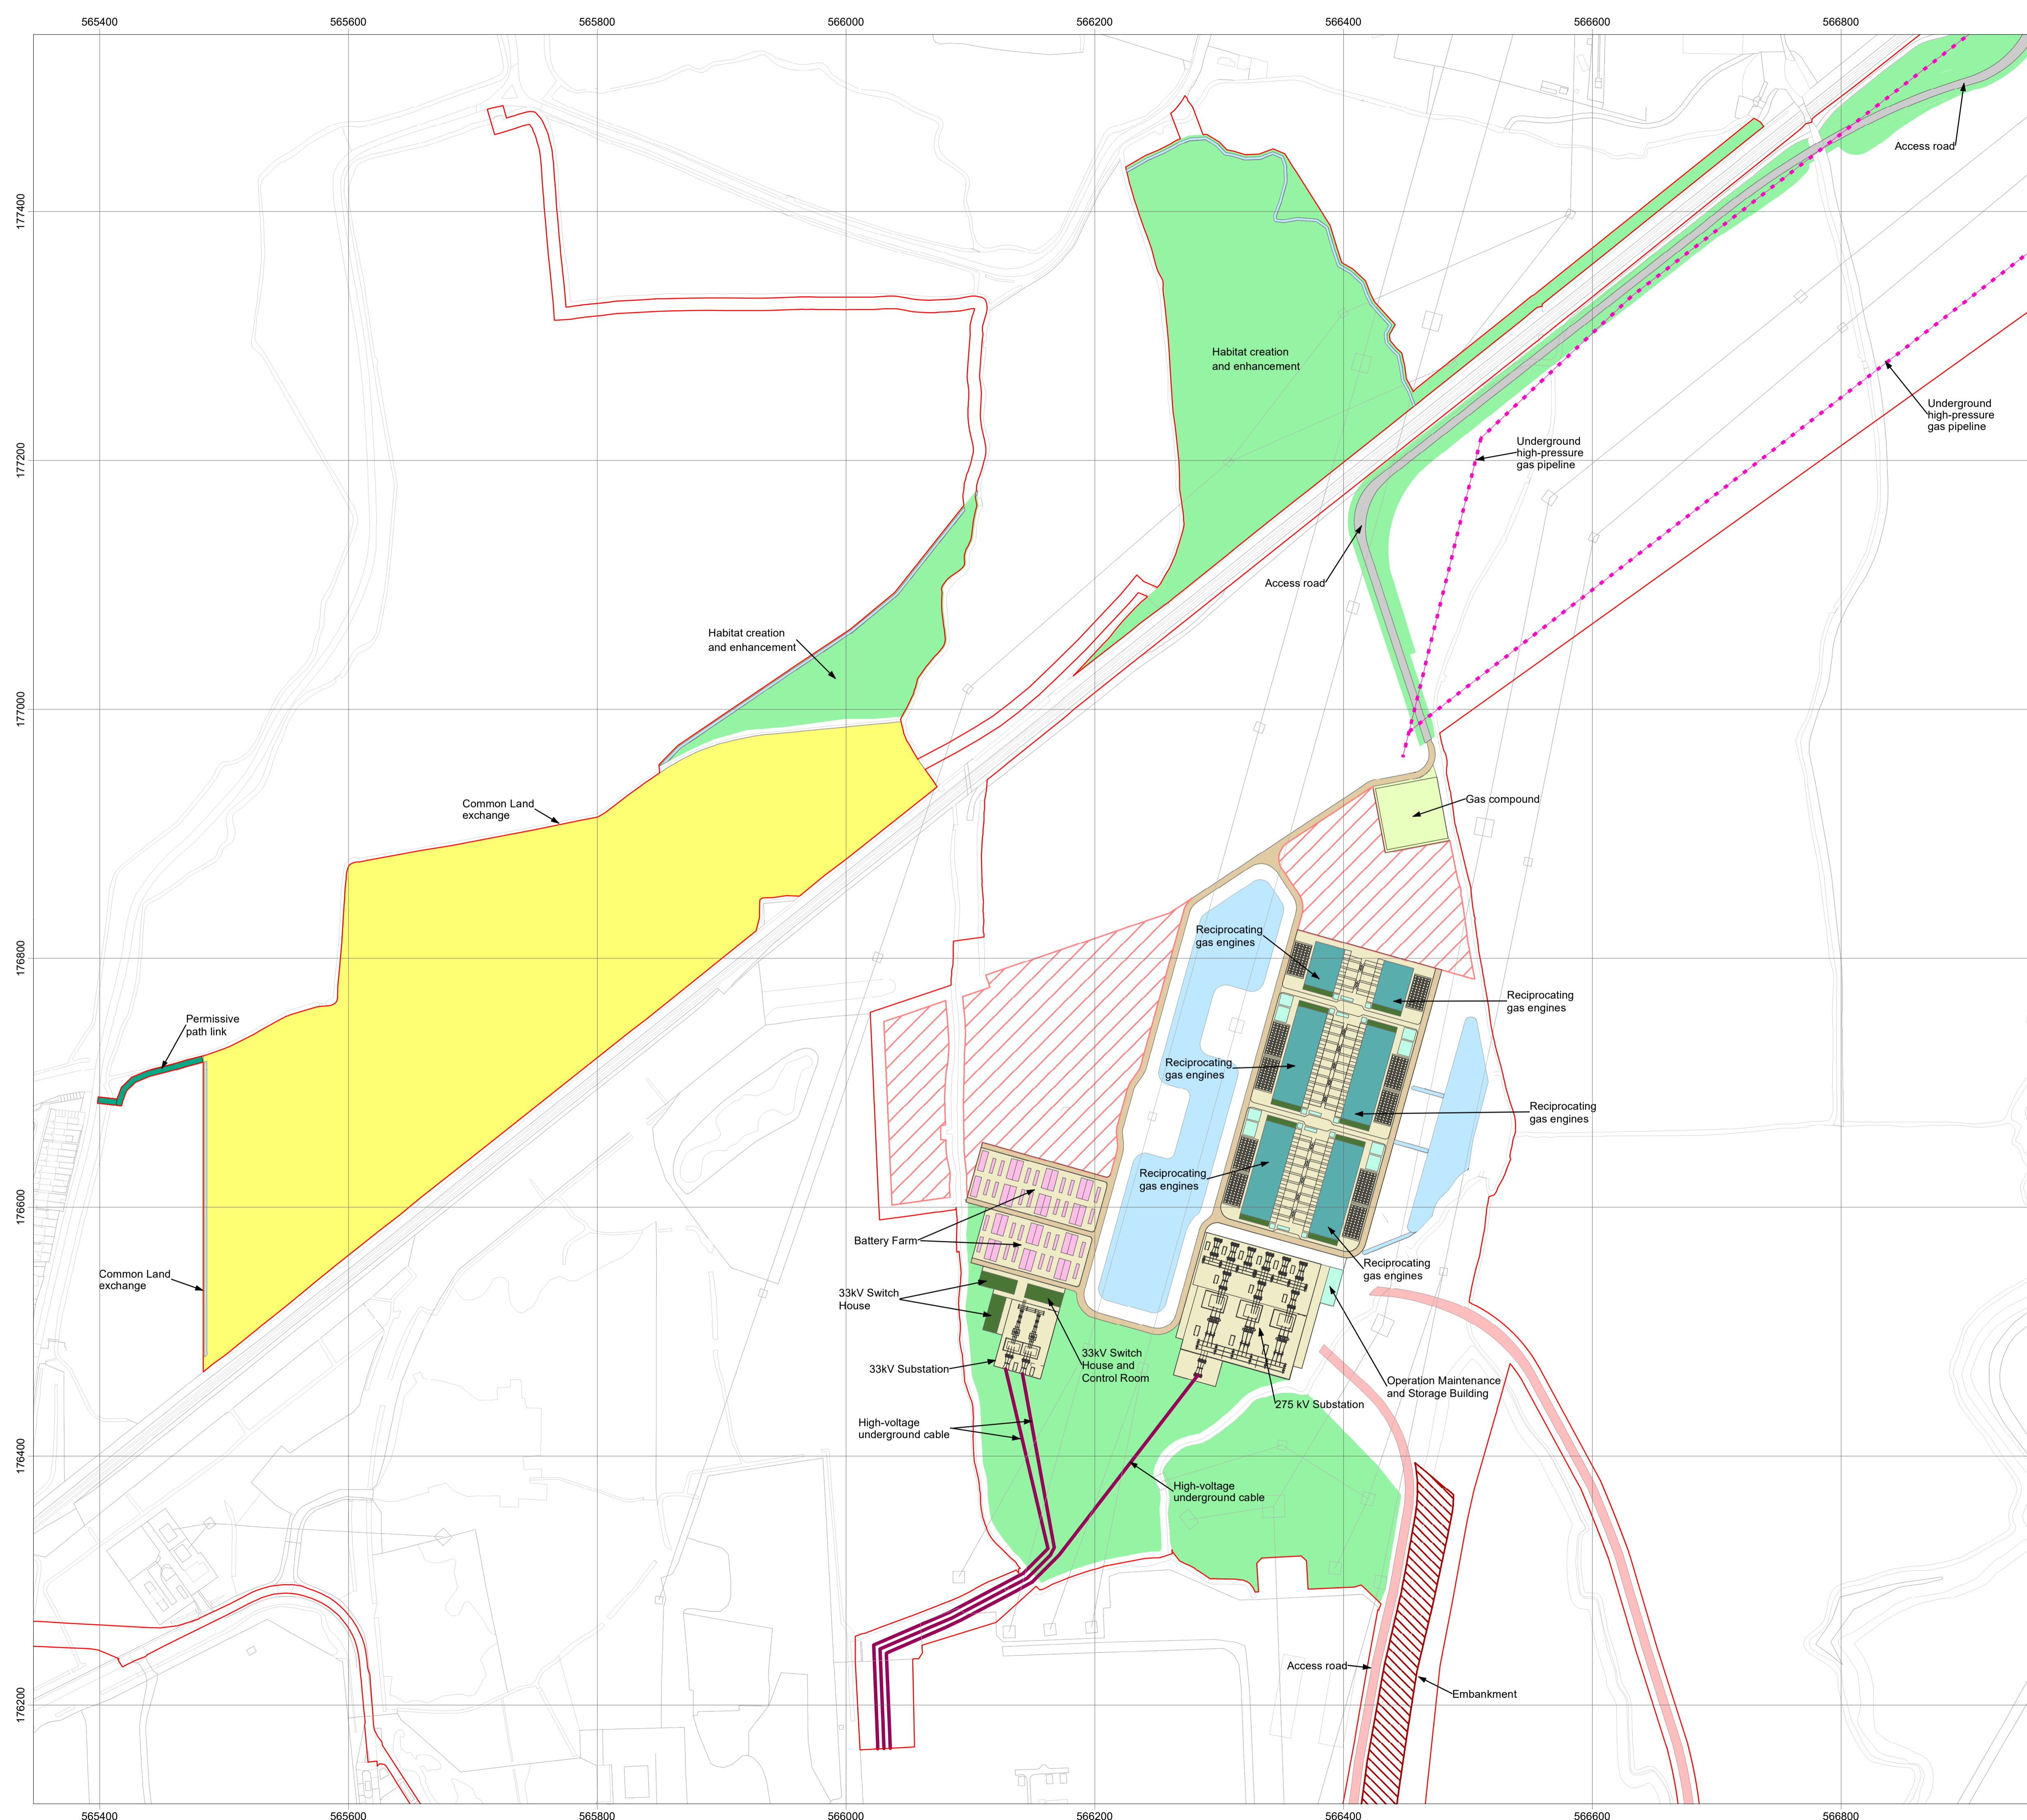 565400 565600 565800 566000 566200 566400 566600 566800
Access road
177400
Habitat creation
and enhancement
Underground
high-pressure
gas pipeline
Underground
high-pressure
gas pipeline
177200
Access road
Habitat creation
and enhancement
177000
Common Land
exchange
Gas compound
Reciprocating
gas engines
176800
Reciprocating
gas engines
Permissive
path link
Reciprocating
gas engines
Reciprocating
gas engines
Reciprocating
gas engines
176600
Battery Farm
Reciprocating
gas engines
Common Land
exchange
33kV Switch
House
33kV Switch
House and
Control Room
33kV Substation
Operation Maintenance
and Storage Building
275 kV Substation
High-voltage
underground cable
176400
High-voltage
underground cable
Access road
Embankment
176200
565400 565600 565800 566000 566200 566400 566600 566800